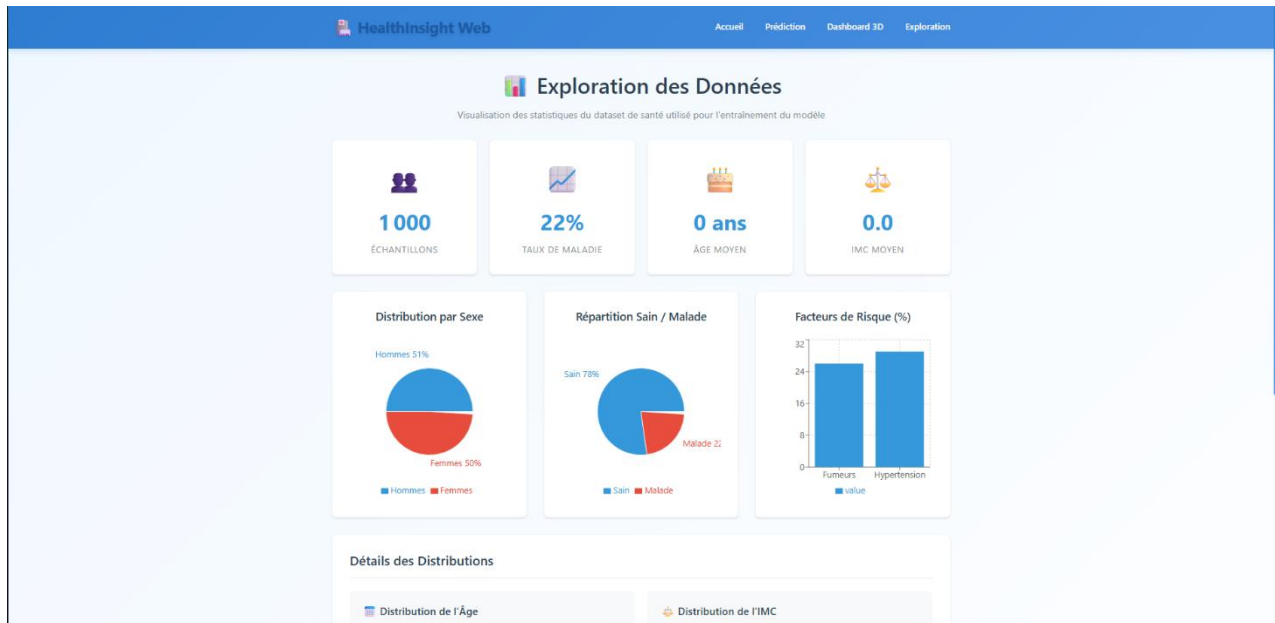 HealthInsight Web
Accueil Prédiction Dashboard 3D Exploration
Exploration des Données
Visualisation des statistiques du dataset de santé utilisé pour l'entraînement du modèle
1 000
ÉCHANTILLONS
22%
TAUX DE MALADIE
0 ans
ÂGE MOYEN
0.0
IMC MOYEN
Distribution par Sexe
Hommes 51%
Femmes 50%
Hommes Femmes
Répartition Sain / Malade
Sain 78%
Malade 22
Sain Malade
Facteurs de Risque (%)
32
24
16
8
0
Fumeurs Hypertension
value
Détails des Distributions
Distribution de l'Âge
Distribution de l'IMC